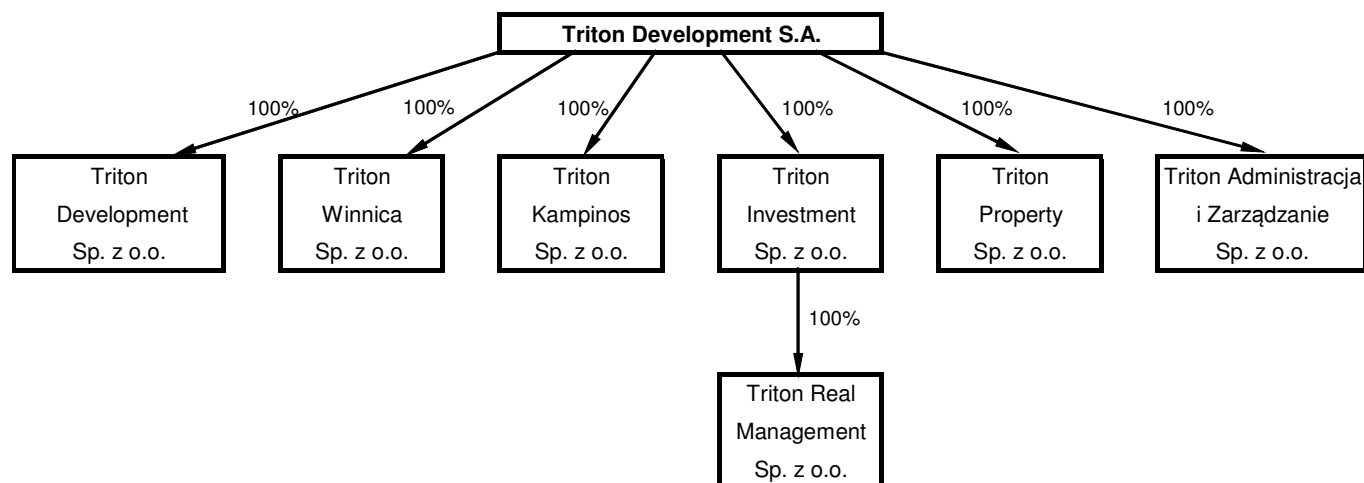 Triton Development S.A.
100%
100%
100%
100%
100%
100%
Triton
Development
Sp. z o.o.
Triton
Winnica
Sp. z o.o.
Triton
Kampinos
Sp. z o.o.
Triton
Investment
Sp. z o.o.
Triton
Property
Sp. z o.o.
Triton Administracja
i Zarządzanie
Sp. z o.o.
100%
Triton Real
Management
Sp. z o.o.